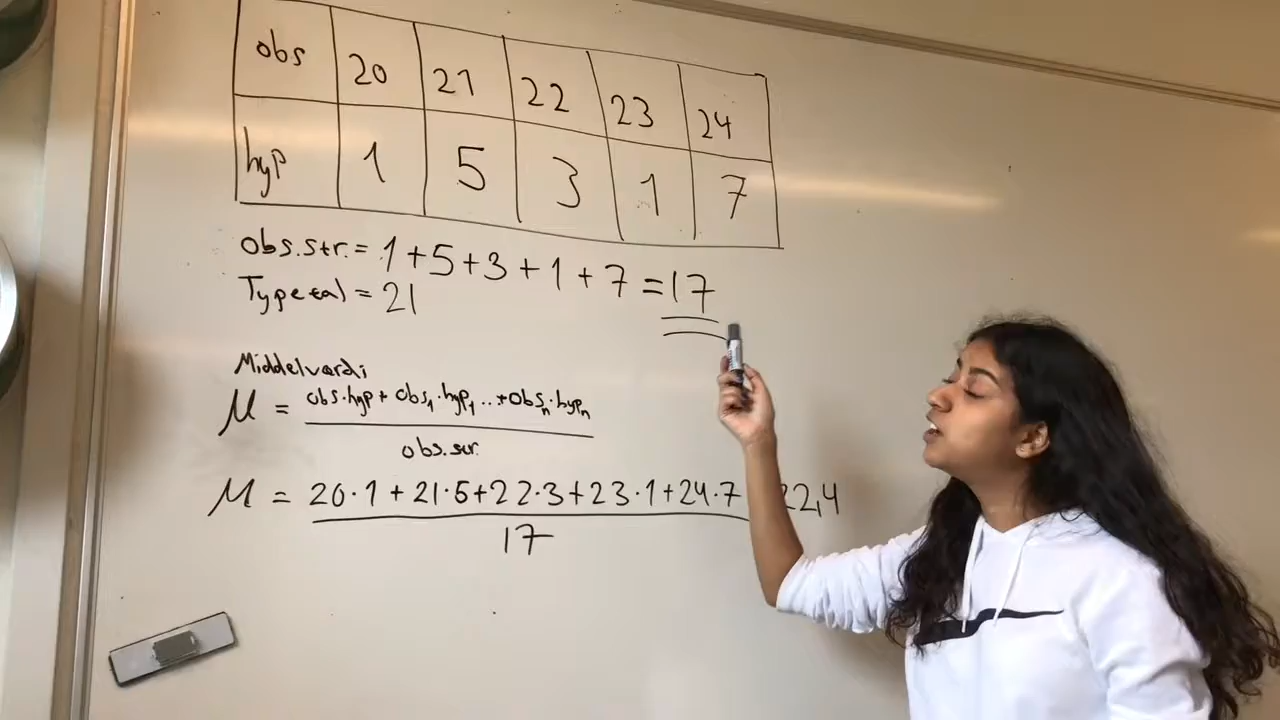 obs 20 21 22 23 24
hyp 1 5 3 1 7
obs.str. = 1+5+3+1+7 = 17
Typetal = 21
Middelværdi
μ = obs·hyp + obs₁·hyp₁ .. + obsₙ·hypₙ
obs.str.
μ = 20·1 + 21·5 + 22·3 + 23·1 + 24·7 22,4
17